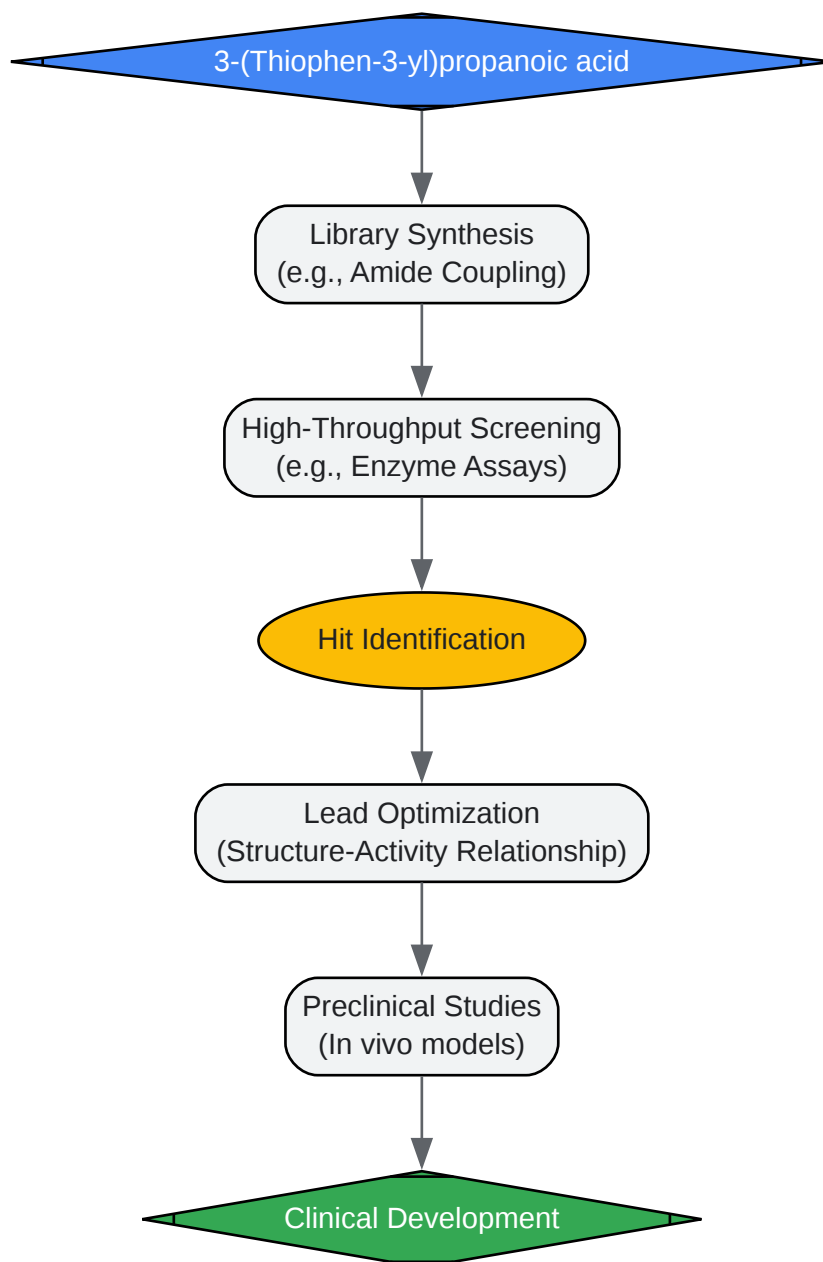 3-(Thiophen-3-yl)propanoic acid
Library Synthesis
(e.g., Amide Coupling)
High-Throughput Screening
(e.g., Enzyme Assays)
Hit Identification
Lead Optimization
(Structure-Activity Relationship)
Preclinical Studies
(In vivo models)
Clinical Development